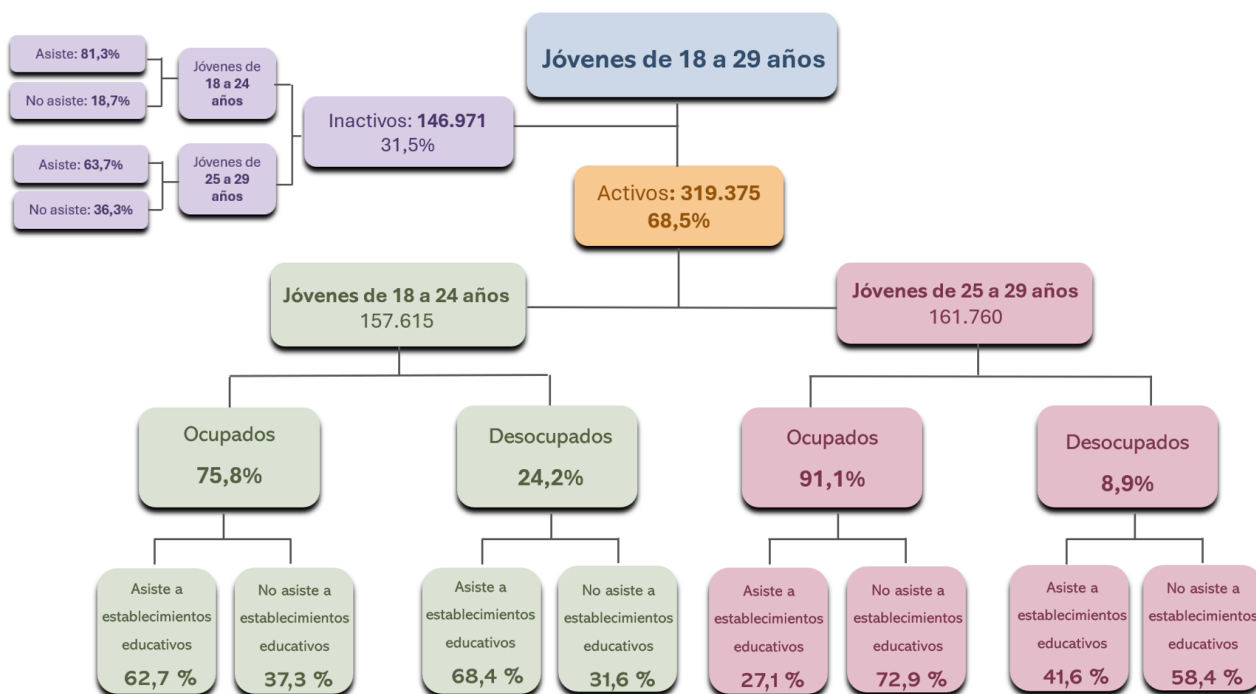 Jóvenes de 18 a 29 años
Inactivos: 146.971
31,5%
Jóvenes de
18 a 24
años
Asiste: 81,3%
No asiste: 18,7%
Jóvenes de
25 a 29
años
Asiste: 63,7%
No asiste: 36,3%
Activos: 319.375
68,5%
Jóvenes de 18 a 24 años
157.615
Jóvenes de 25 a 29 años
161.760
Ocupados
75,8%
Desocupados
24,2%
Ocupados
91,1%
Desocupados
8,9%
Asiste a
establecimientos
educativos
62,7 %
No asiste a
establecimientos
educativos
37,3 %
Asiste a
establecimientos
educativos
68,4 %
No asiste a
establecimientos
educativos
31,6 %
Asiste a
establecimientos
educativos
27,1 %
No asiste a
establecimientos
educativos
72,9 %
Asiste a
establecimientos
educativos
41,6 %
No asiste a
establecimientos
educativos
58,4 %